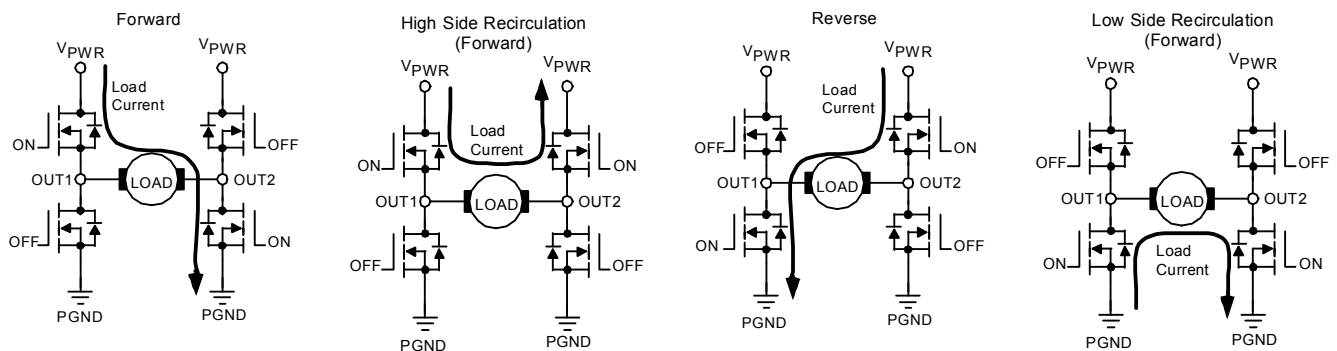 Forward
VPWR
VPWR
Load
Current
ON
OFF
OUT1
LOAD
OUT2
OFF
ON
PGND
PGND
High Side Recirculation
(Forward)
VPWR
VPWR
Load
Current
ON
ON
OUT1
LOAD
OUT2
OFF
OFF
PGND
PGND
Reverse
VPWR
VPWR
Load
Current
OFF
ON
OUT1
LOAD
OUT2
ON
OFF
PGND
PGND
Low Side Recirculation
(Forward)
VPWR
VPWR
OFF
OFF
OUT1
LOAD
OUT2
ON
Load
Current
ON
PGND
PGND